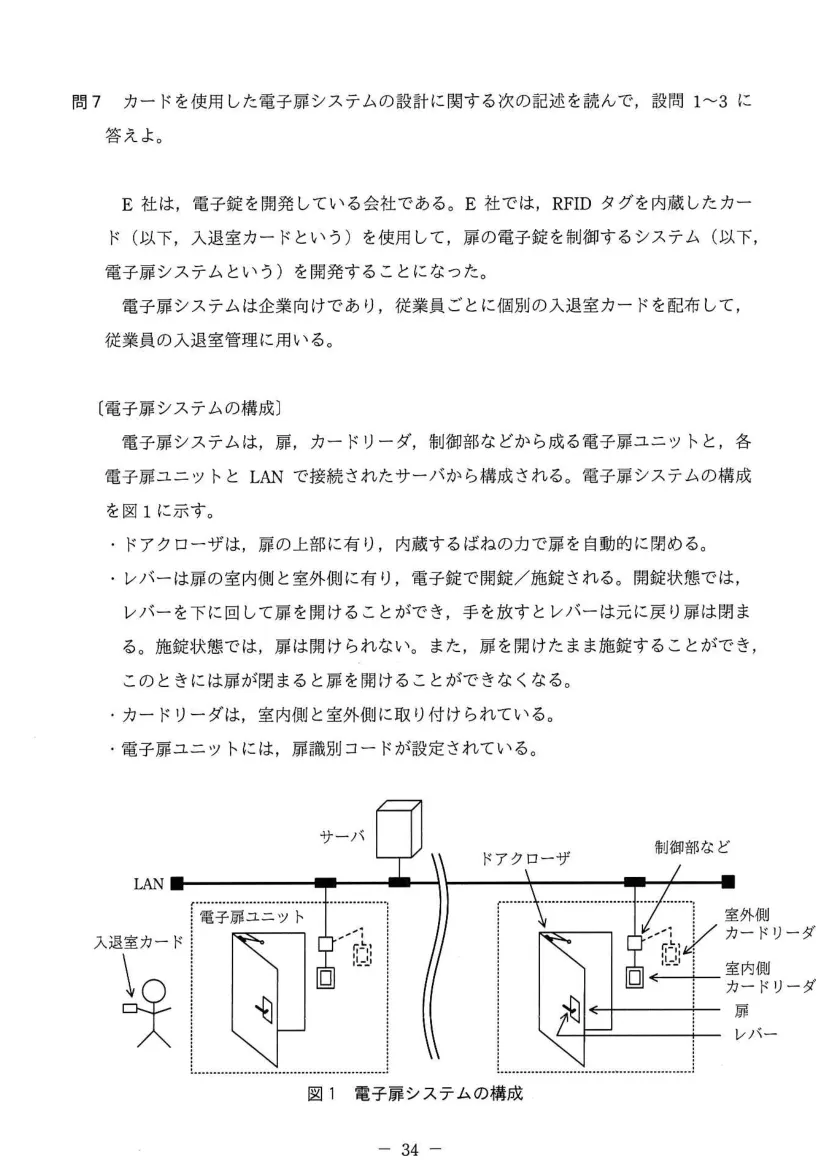 問7 カードを使用した電子扉システムの設計に関する次の記述を読んで，設問 1～3 に
答えよ。
E 社は，電子錠を開発している会社である。E 社では，RFID タグを内蔵したカー
ド（以下，入退室カードという）を使用して，扉の電子錠を制御するシステム（以下，
電子扉システムという）を開発することになった。
電子扉システムは企業向けであり，従業員ごとに個別の入退室カードを配布して，
従業員の入退室管理に用いる。
〔電子扉システムの構成〕
電子扉システムは，扉，カードリーダ，制御部などから成る電子扉ユニットと，各
電子扉ユニットと LAN で接続されたサーバから構成される。電子扉システムの構成
を図 1 に示す。
・ドアクローザは，扉の上部に有り，内蔵するばねの力で扉を自動的に閉める。
・レバーは扉の室内側と室外側に有り，電子錠で開錠／施錠される。開錠状態では，
レバーを下に回して扉を開けることができ，手を放すとレバーは元に戻り扉は閉ま
る。施錠状態では，扉は開けられない。また，扉を開けたまま施錠することができ，
このときには扉が閉まると扉を開けることができなくなる。
・カードリーダは，室内側と室外側に取り付けられている。
・電子扉ユニットには，扉識別コードが設定されている。
サーバ
ドアクローザ
制御部など
LAN
電子扉ユニット
入退室カード
室外側
カードリーダ
室内側
カードリーダ
扉
レバー
図 1 電子扉システムの構成
－ 34 －